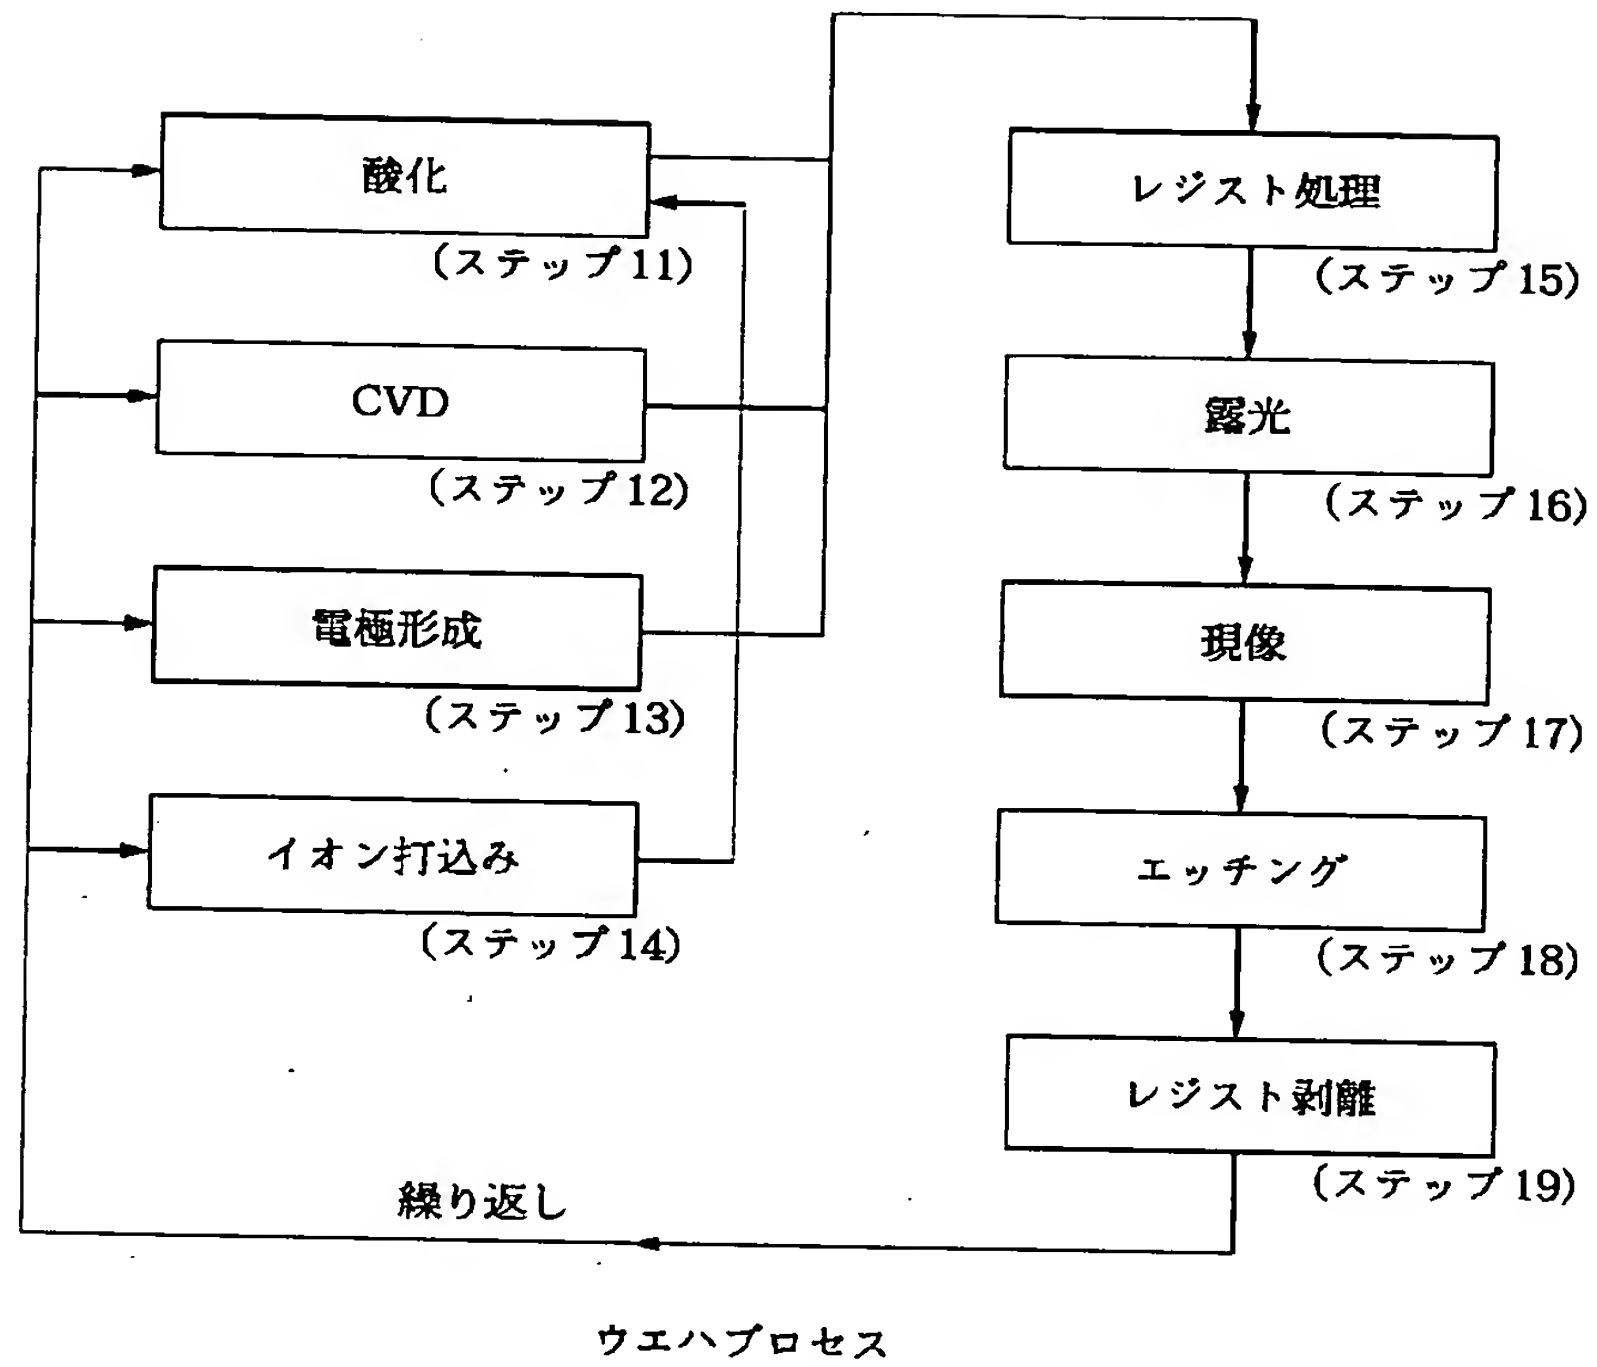 酸化
(ステップ11)
CVD
(ステップ12)
電極形成
(ステップ13)
イオン打込み
(ステップ14)
レジスト処理
(ステップ15)
露光
(ステップ16)
現像
(ステップ17)
エッチング
(ステップ18)
レジスト剥離
(ステップ19)
繰り返し
ウエハプロセス